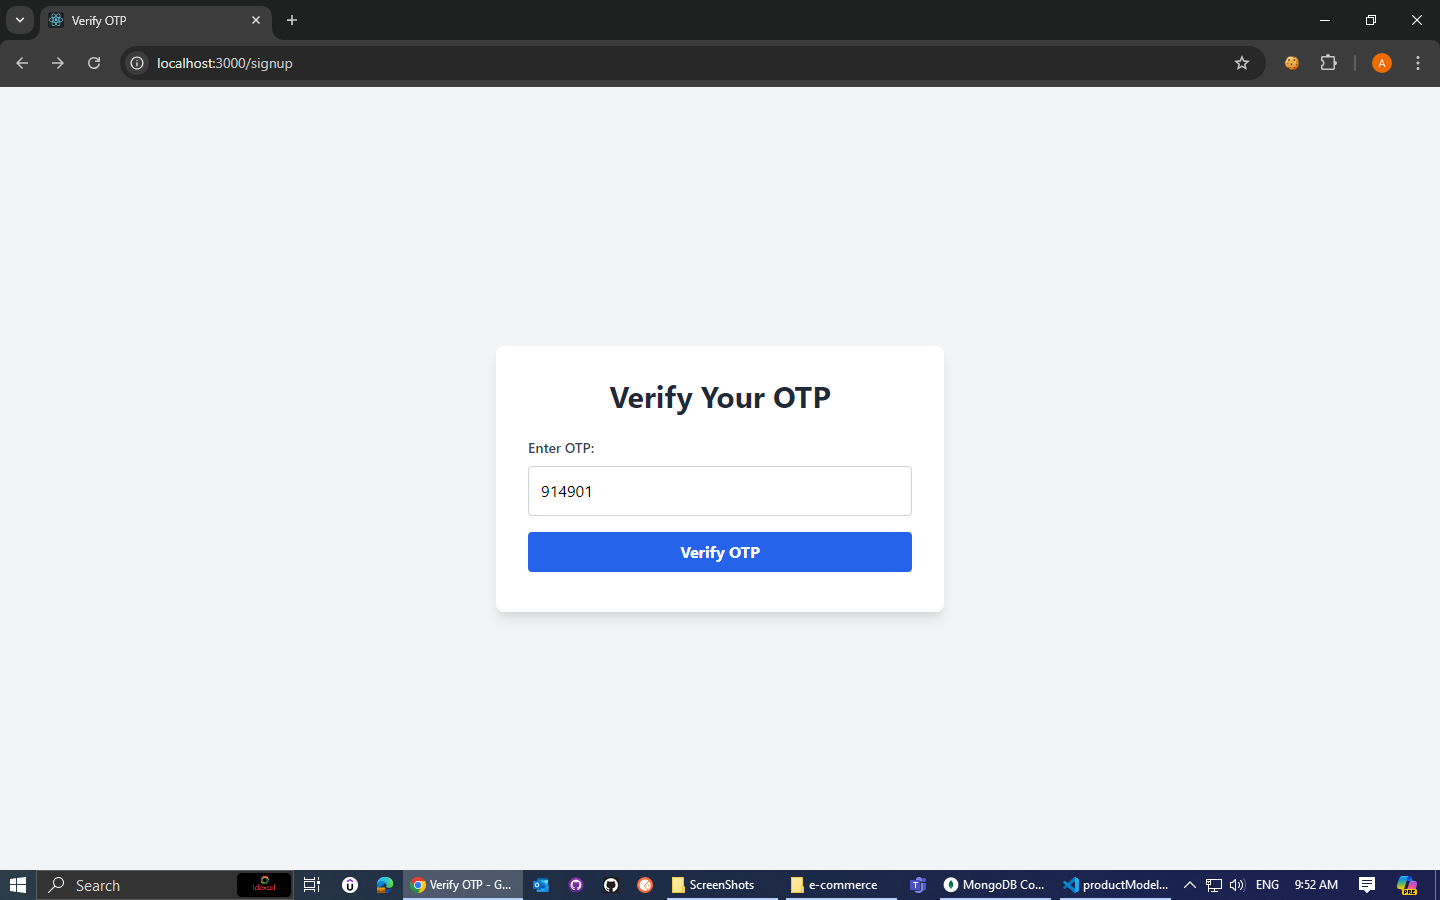 Verify OTP
localhost:3000/signup
A
Verify Your OTP
Enter OTP:
914901
Verify OTP
Search
Verify OTP - G...
ScreenShots
e-commerce
MongoDB Co...
productModel...
ENG
9:52 AM
PRE